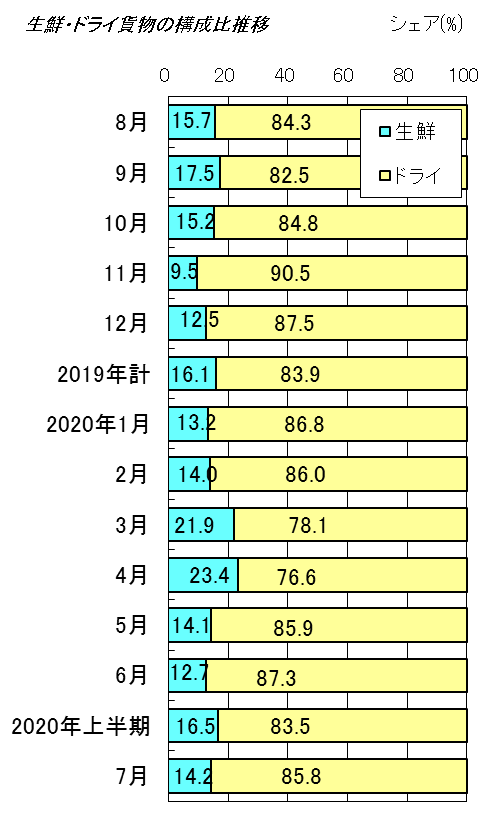 生鮮・ドライ貨物の構成比推移 シェア(%)
0 20 40 60 80 100
8月 15.7 84.3
生鮮
9月 17.5 82.5
ドライ
10月 15.2 84.8
11月 9.5 90.5
12月 12.5 87.5
2019年計 16.1 83.9
2020年1月 13.2 86.8
2月 14.0 86.0
3月 21.9 78.1
4月 23.4 76.6
5月 14.1 85.9
6月 12.7 87.3
2020年上半期 16.5 83.5
7月 14.2 85.8